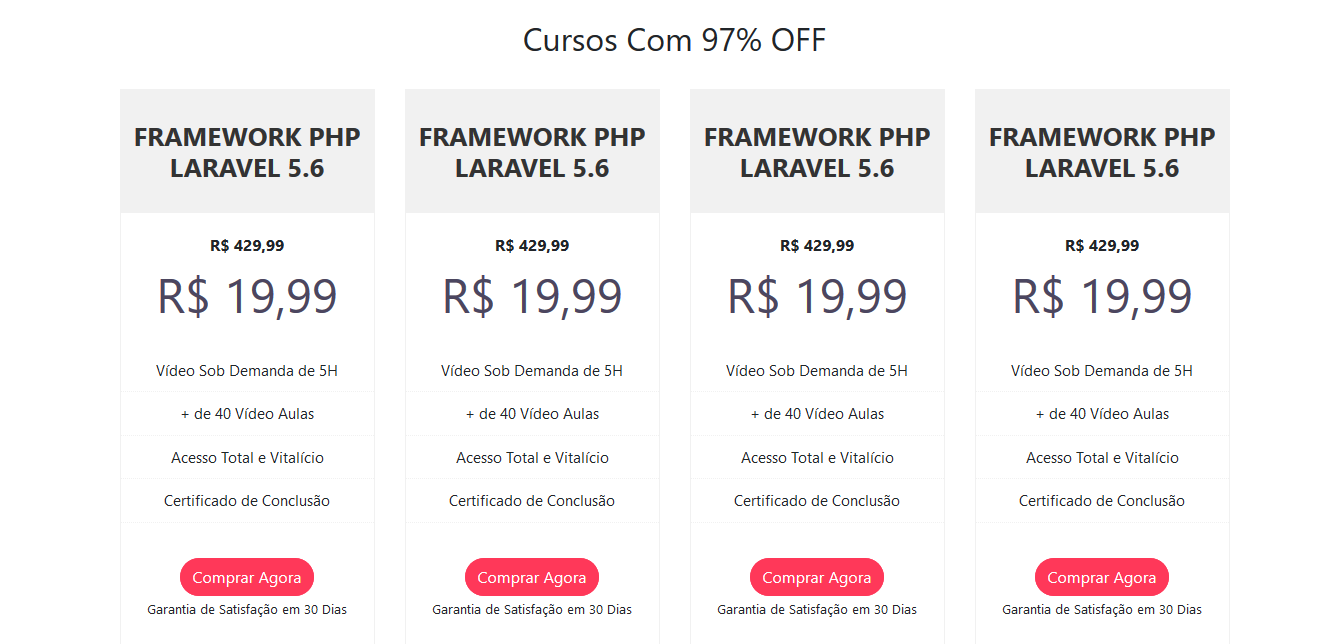 Cursos Com 97% OFF
FRAMEWORK PHP
LARAVEL 5.6
R$ 429,99
R$ 19,99
Vídeo Sob Demanda de 5H
+ de 40 Vídeo Aulas
Acesso Total e Vitalício
Certificado de Conclusão
Comprar Agora
Garantia de Satisfação em 30 Dias
FRAMEWORK PHP
LARAVEL 5.6
R$ 429,99
R$ 19,99
Vídeo Sob Demanda de 5H
+ de 40 Vídeo Aulas
Acesso Total e Vitalício
Certificado de Conclusão
Comprar Agora
Garantia de Satisfação em 30 Dias
FRAMEWORK PHP
LARAVEL 5.6
R$ 429,99
R$ 19,99
Vídeo Sob Demanda de 5H
+ de 40 Vídeo Aulas
Acesso Total e Vitalício
Certificado de Conclusão
Comprar Agora
Garantia de Satisfação em 30 Dias
FRAMEWORK PHP
LARAVEL 5.6
R$ 429,99
R$ 19,99
Vídeo Sob Demanda de 5H
+ de 40 Vídeo Aulas
Acesso Total e Vitalício
Certificado de Conclusão
Comprar Agora
Garantia de Satisfação em 30 Dias